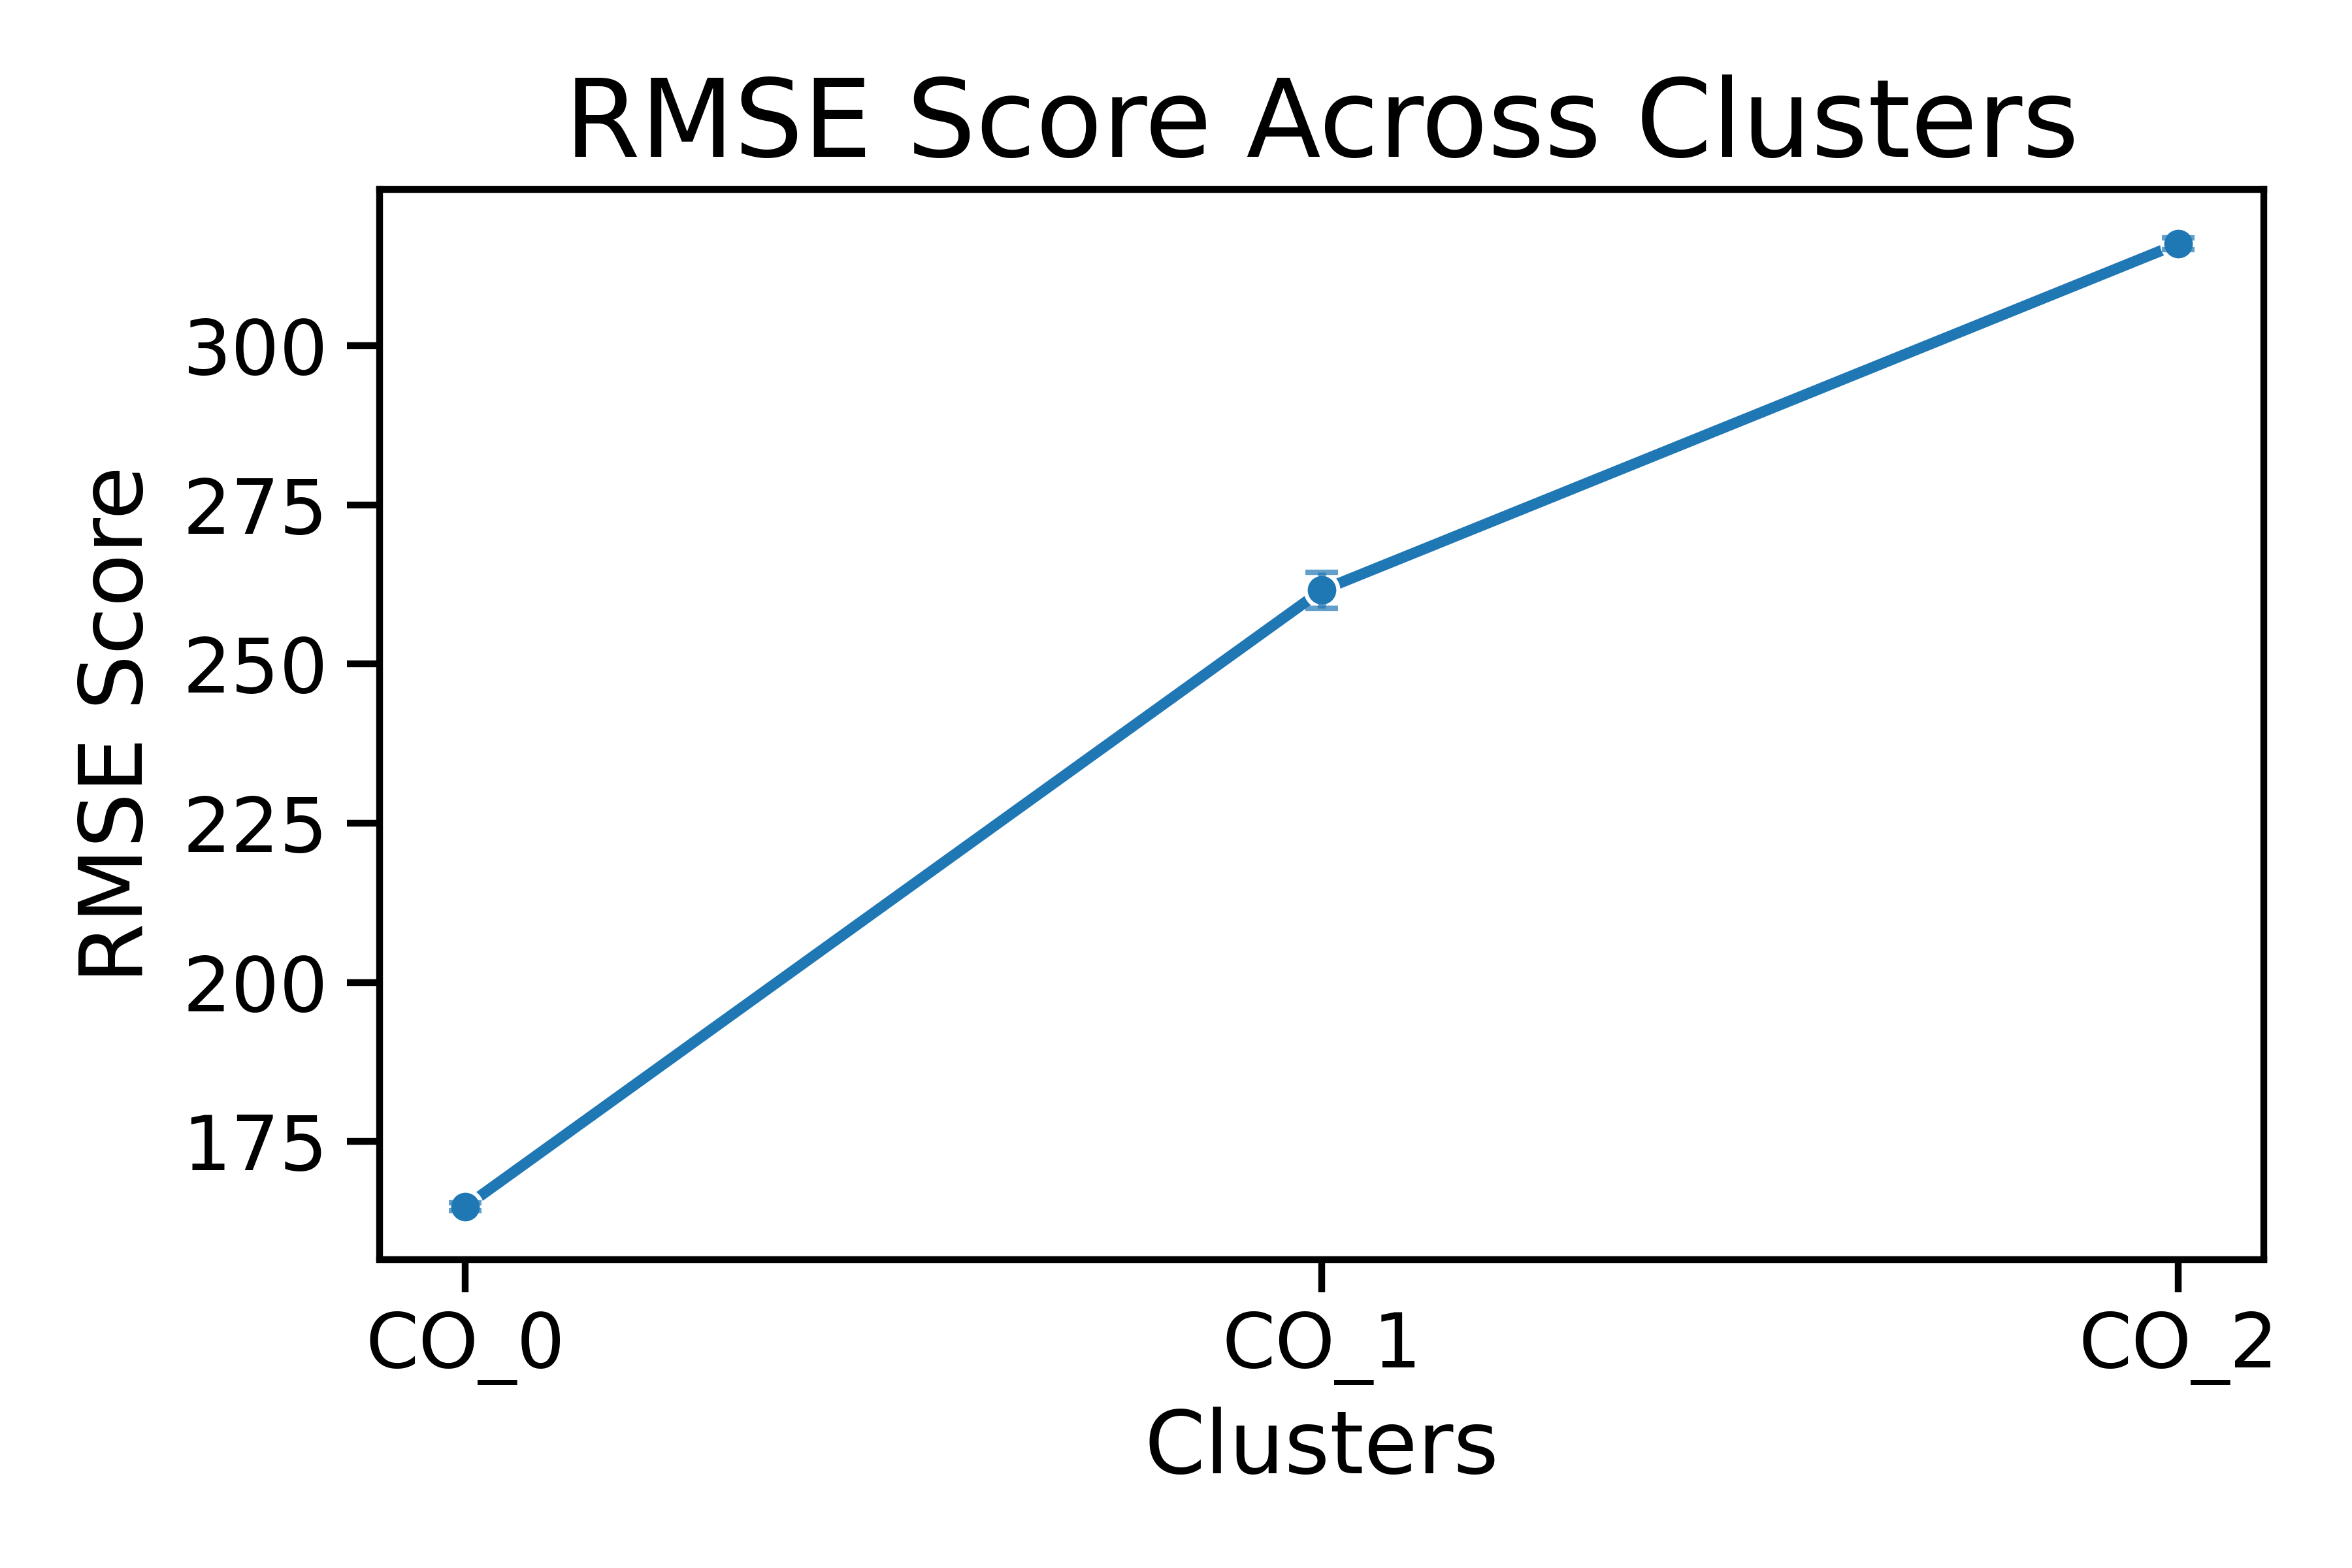 RMSE Score Across Clusters
RMSE Score
300
275
250
225
200
175
CO_0
CO_1
CO_2
Clusters